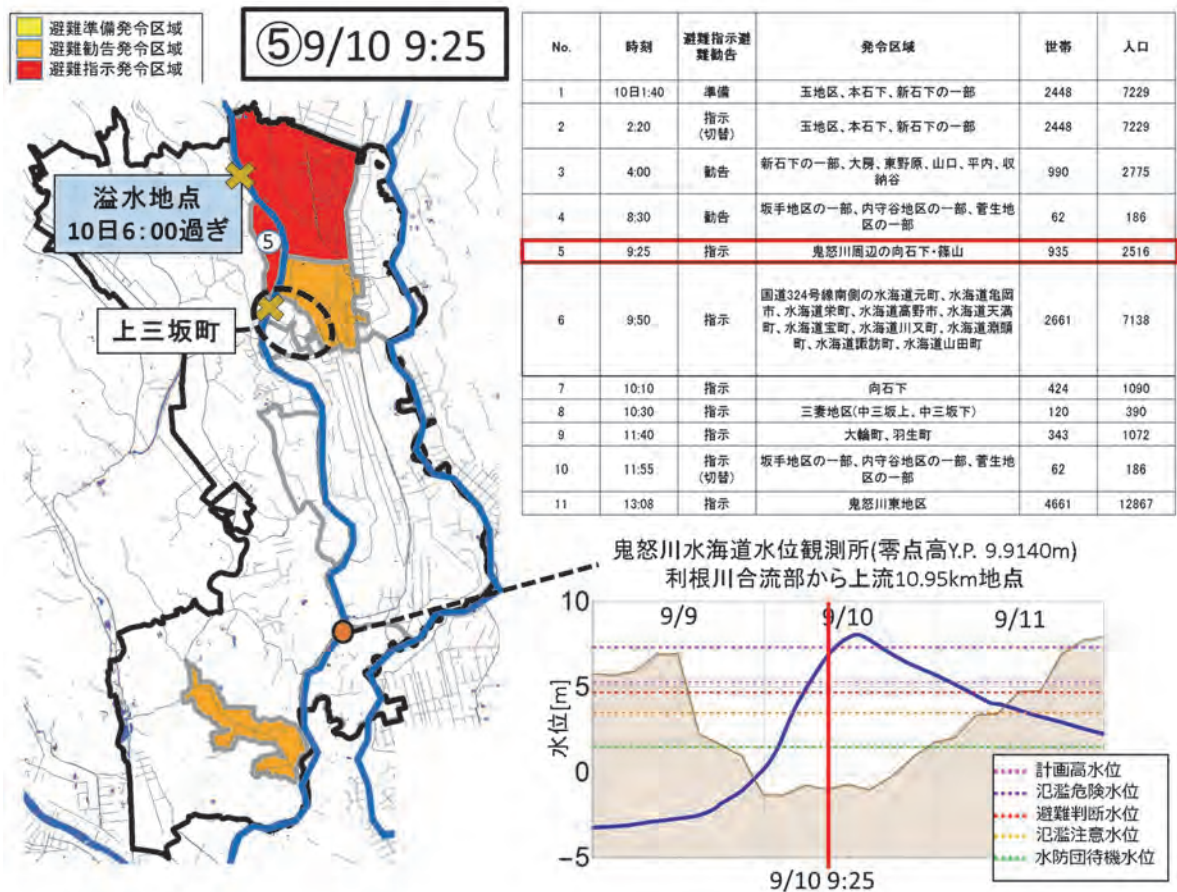 避難準備発令区域
避難勧告発令区域
避難指示発令区域
⑤9/10 9:25
溢水地点
10日6:00過ぎ
⑤
上三坂町
No. 時刻 避難指示避難勧告 発令区域 世帯 人口
1 10日1:40 準備 玉地区、本石下、新石下の一部 2448 7229
2 2:20 指示(切替) 玉地区、本石下、新石下の一部 2448 7229
3 4:00 勧告 新石下の一部、大房、東野原、山口、平内、収納谷 990 2775
4 8:30 勧告 坂手地区の一部、内守谷地区の一部、菅生地区の一部 62 186
5 9:25 指示 鬼怒川周辺の向石下・篠山 935 2516
6 9:50 指示 国道324号線南側の水海道元町、水海道亀岡市、水海道栄町、水海道高野市、水海道天満町、水海道宝町、水海道川又町、水海道淵頭町、水海道諏訪町、水海道山田町 2661 7138
7 10:10 指示 向石下 424 1090
8 10:30 指示 三妻地区(中三坂上、中三坂下) 120 390
9 11:40 指示 大輪町、羽生町 343 1072
10 11:55 指示(切替) 坂手地区の一部、内守谷地区の一部、菅生地区の一部 62 186
11 13:08 指示 鬼怒川東地区 4661 12867
鬼怒川水海道水位観測所(零点高Y.P. 9.9140m)
利根川合流部から上流10.95km地点
10
9/9 9/10 9/11
5
水位[m]
0
-5
計画高水位
氾濫危険水位
避難判断水位
氾濫注意水位
水防団待機水位
9/10 9:25